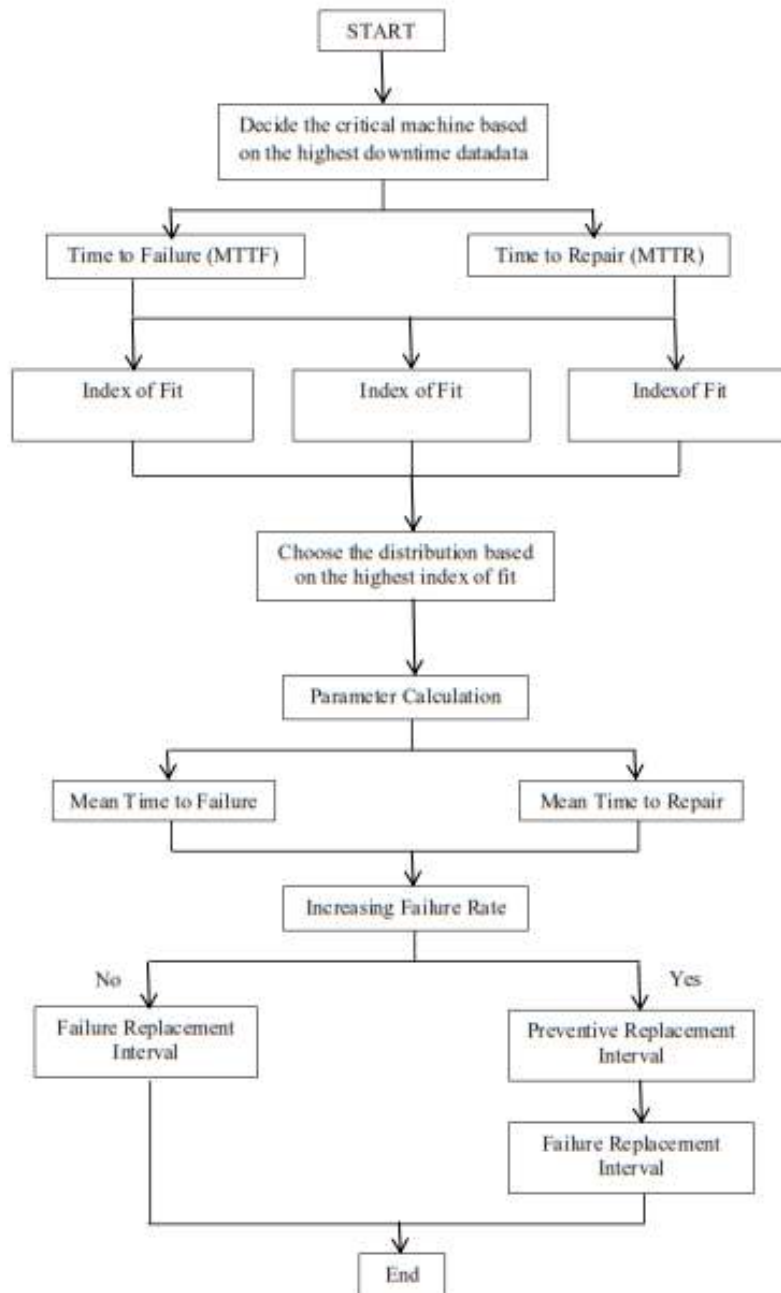 START
Decide the critical machine based
on the highest downtime datadata
Time to Failure (MTTF)
Time to Repair (MTTR)
Index of Fit
Index of Fit
Indexof Fit
Choose the distribution based
on the highest index of fit
Parameter Calculation
Mean Time to Failure
Mean Time to Repair
Increasing Failure Rate
No
Yes
Failure Replacement
Interval
Preventive Replacement
Interval
Failure Replacement
Interval
End